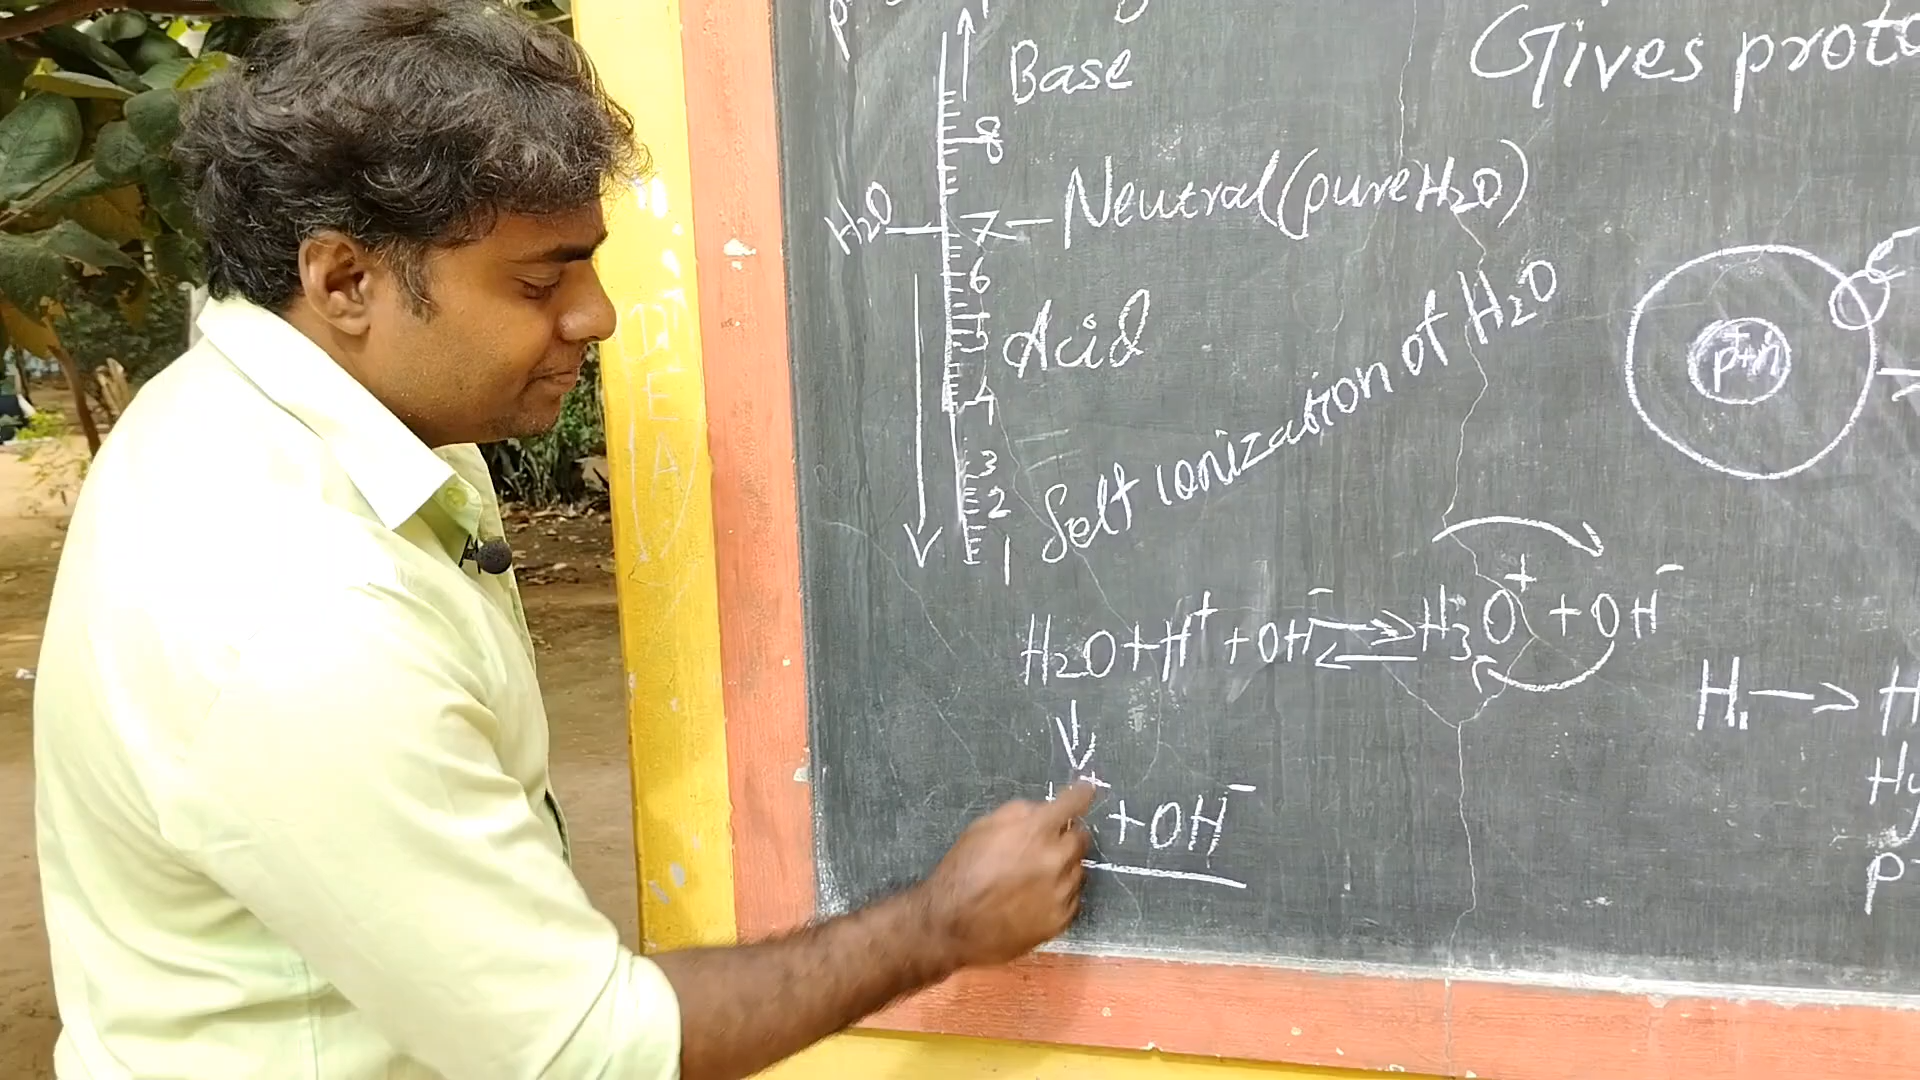 Gives proto
Base
8
H₂O — 7 — Neutral (pure H₂O)
6
5
Acid
4
3
2
1
Self ionization of H₂O
e
p+n
H₂O + H⁺ + OH⁻ ⇌ H₃O⁺ + OH⁻
H → H
Hy
+ OH⁻
p